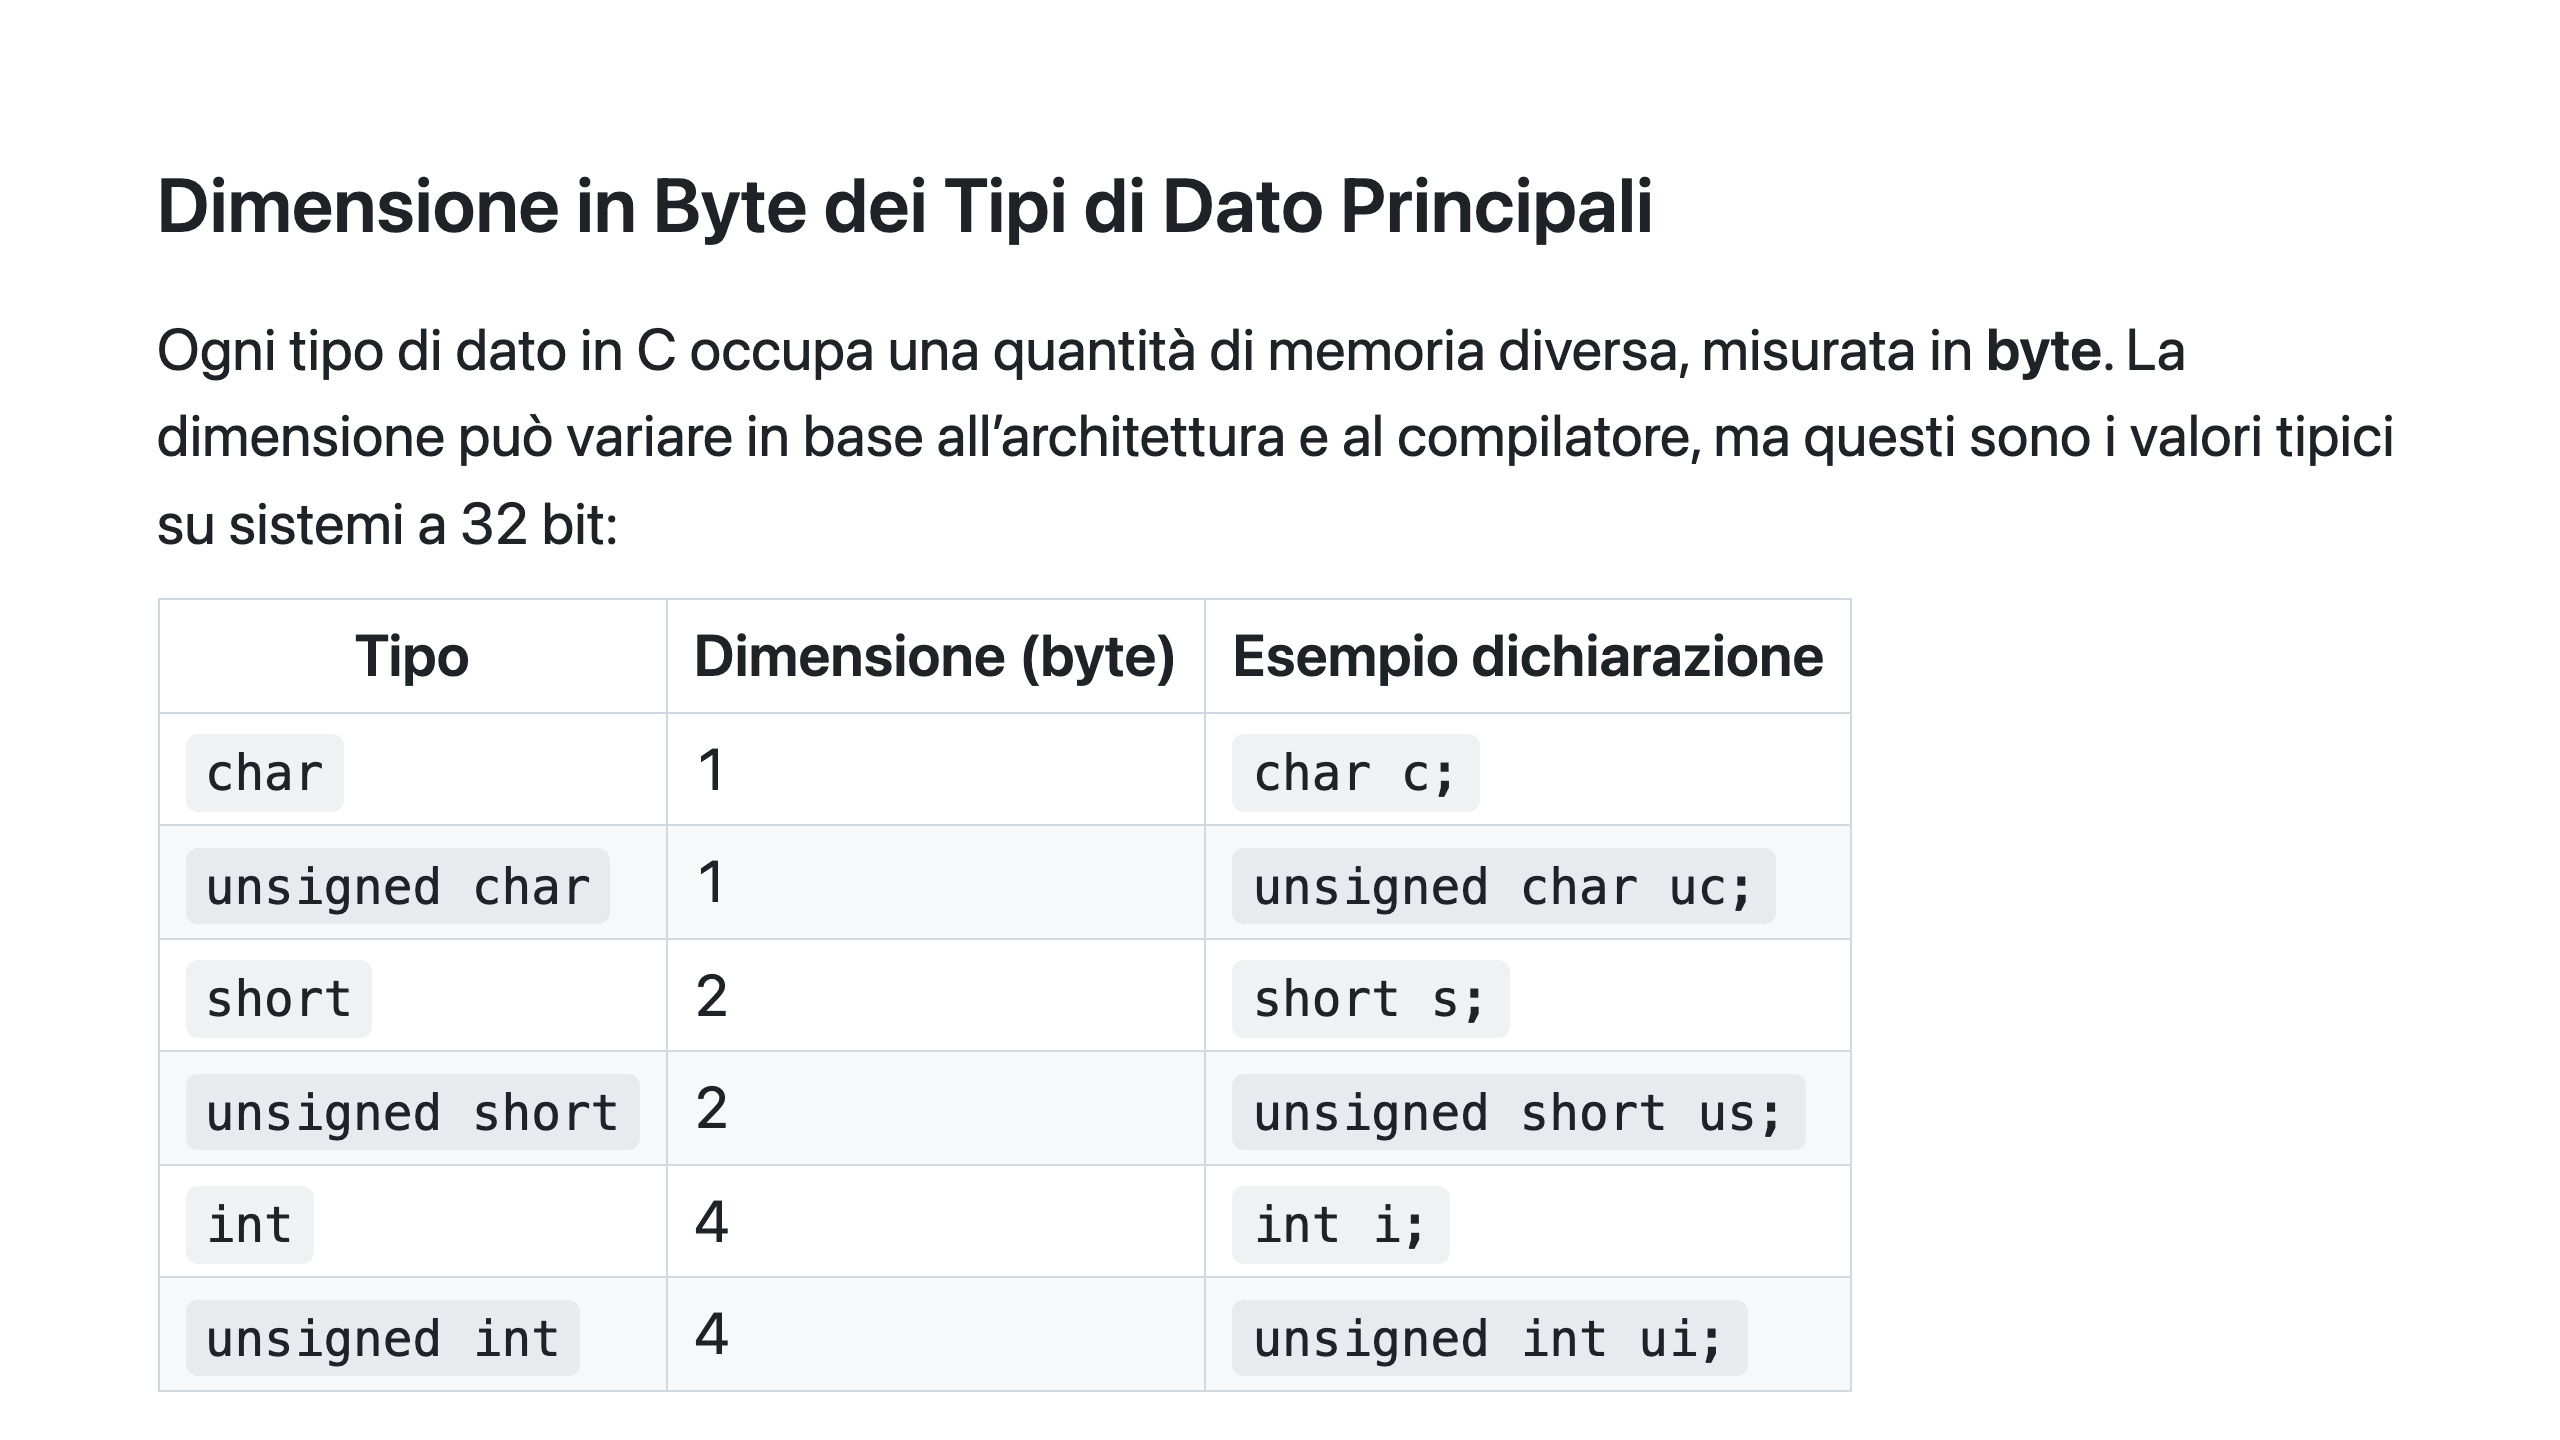 Dimensione in Byte dei Tipi di Dato Principali
Ogni tipo di dato in C occupa una quantità di memoria diversa, misurata in byte. La
dimensione può variare in base all’architettura e al compilatore, ma questi sono i valori tipici
su sistemi a 32 bit:
Tipo Dimensione (byte) Esempio dichiarazione
char 1 char c;
unsigned char 1 unsigned char uc;
short 2 short s;
unsigned short 2 unsigned short us;
int 4 int i;
unsigned int 4 unsigned int ui;